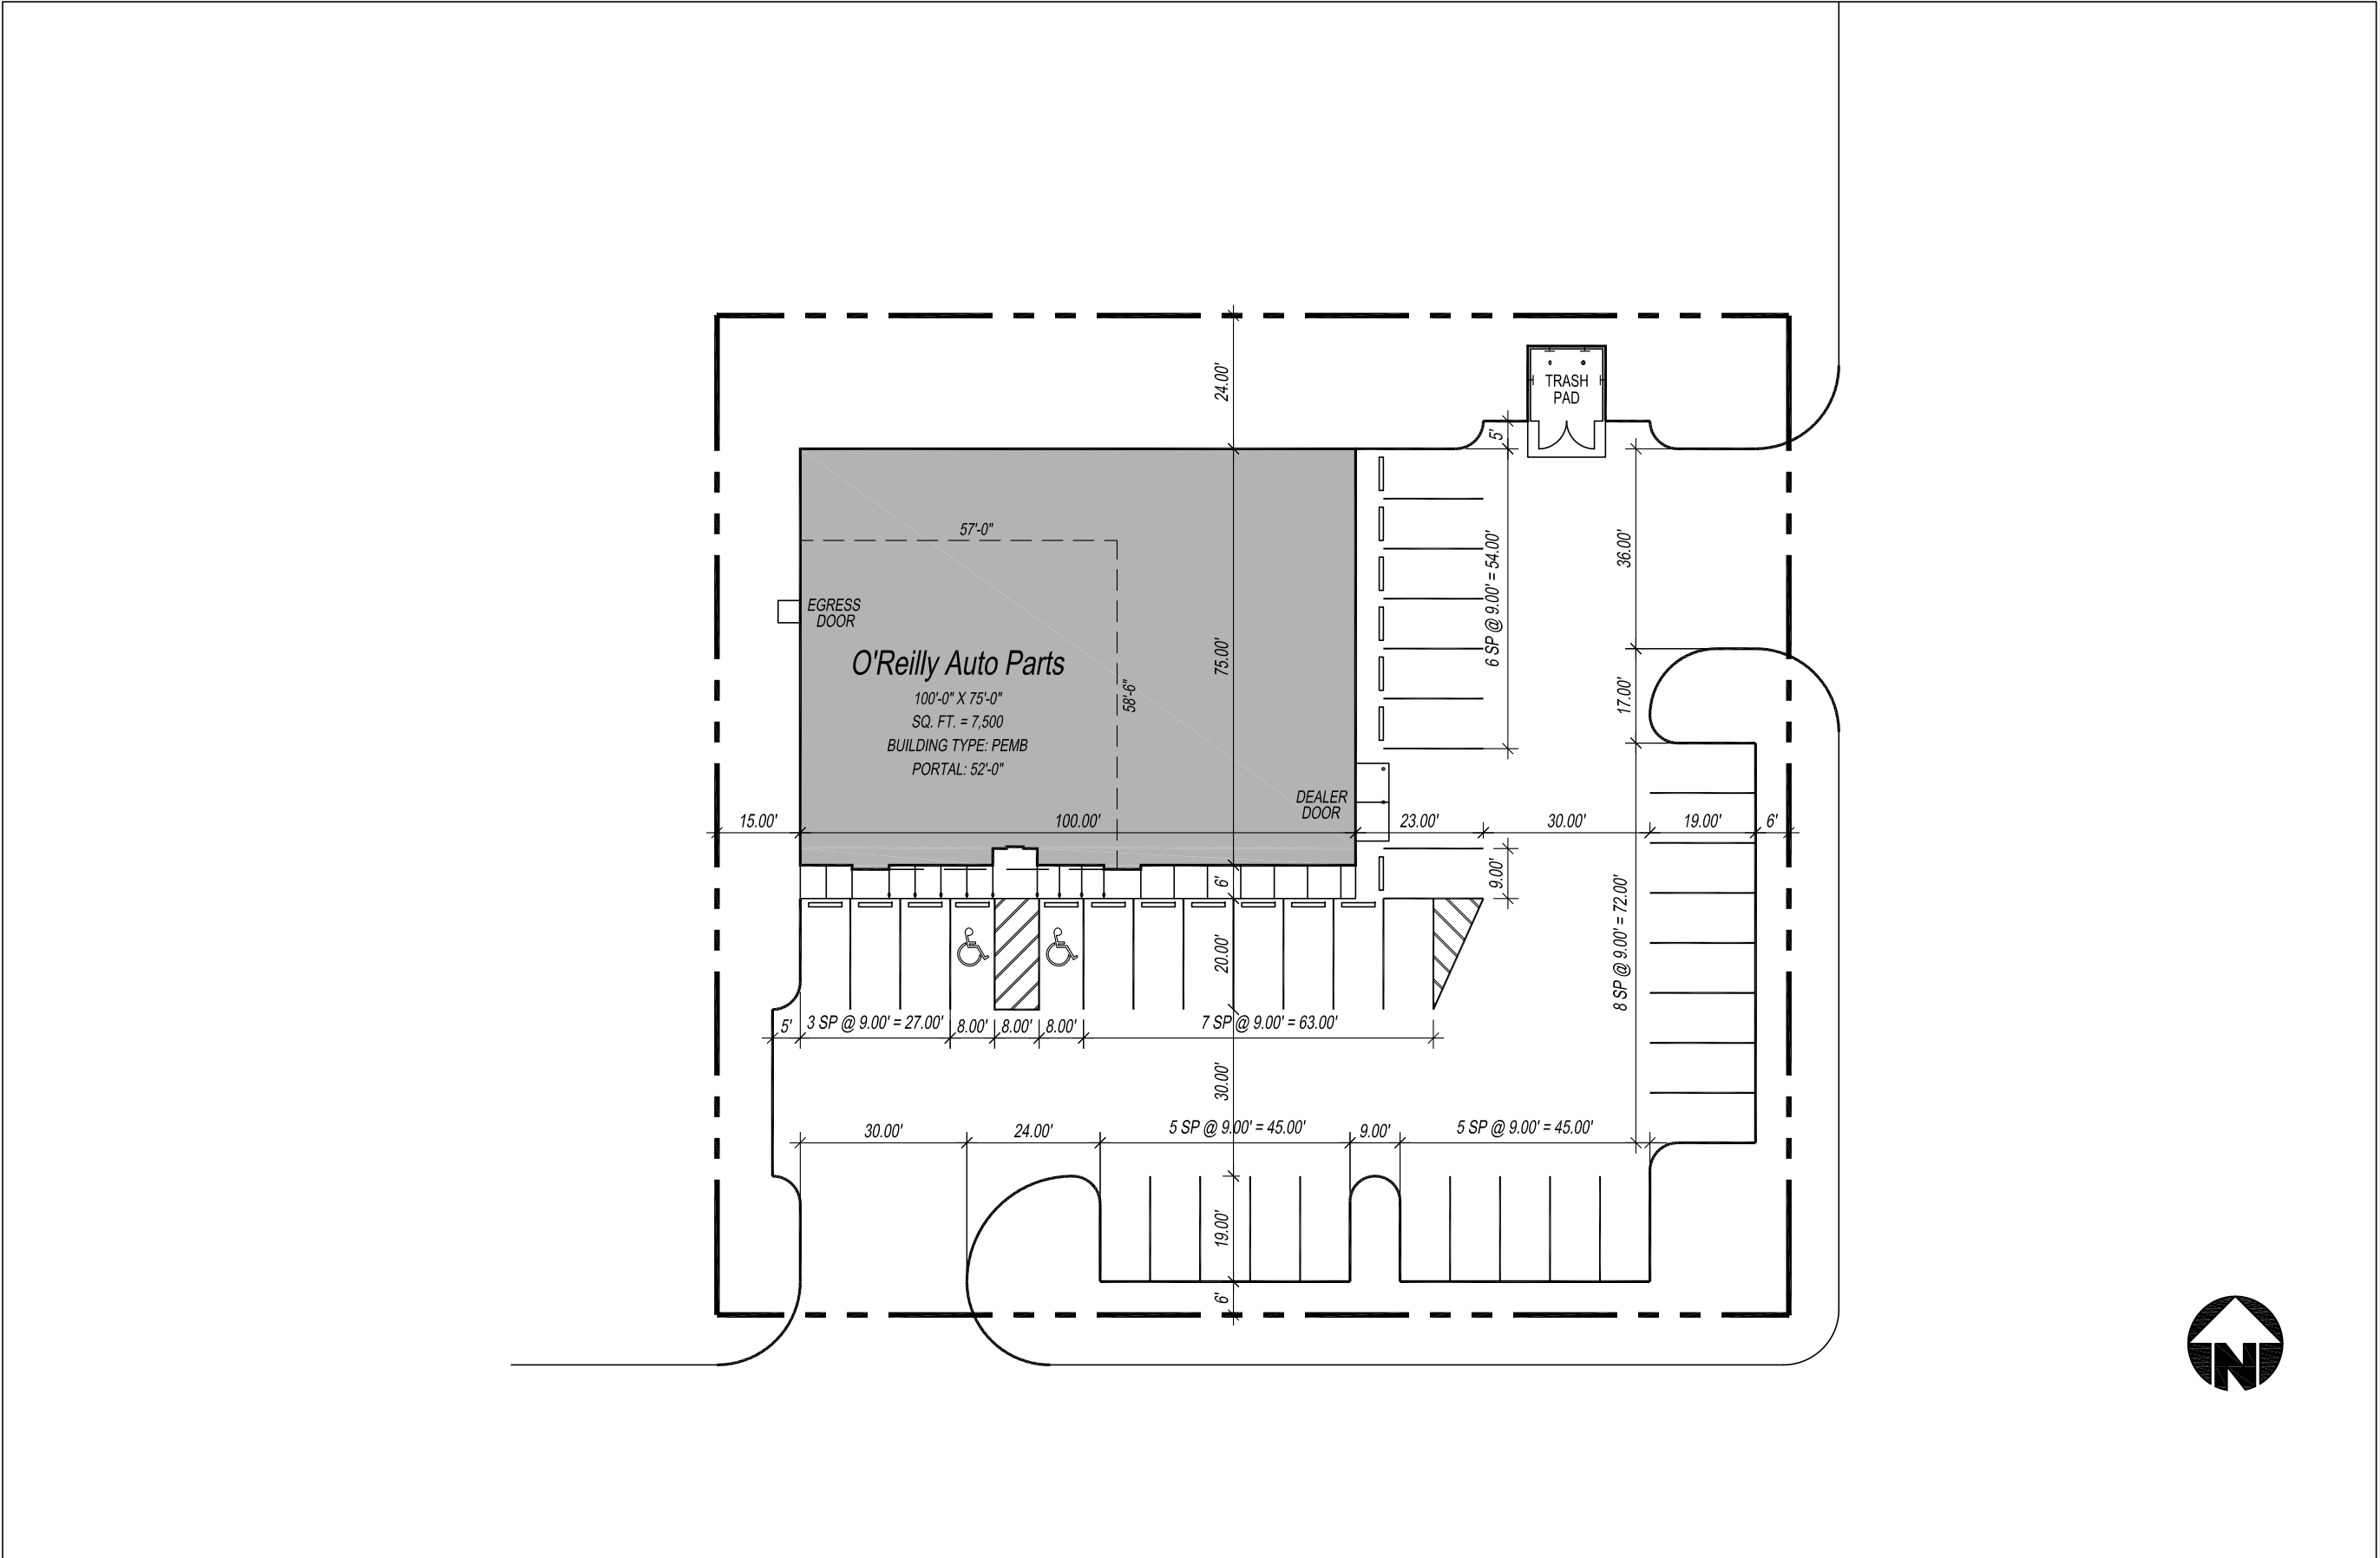 24.00'
TRASH
PAD
5'
57'-0"
EGRESS
DOOR
O'Reilly Auto Parts
100'-0" X 75'-0"
SQ. FT. = 7,500
BUILDING TYPE: PEMB
PORTAL: 52'-0"
58'-6"
75.00'
6 SP @ 9.00' = 54.00'
36.00'
17.00'
DEALER
DOOR
15.00'
100.00'
23.00'
30.00'
19.00'
6'
6'
9.00'
20.00'
8 SP @ 9.00' = 72.00'
5'
3 SP @ 9.00' = 27.00'
8.00'
8.00'
8.00'
7 SP @ 9.00' = 63.00'
30.00'
30.00'
24.00'
5 SP @ 9.00' = 45.00'
9.00'
5 SP @ 9.00' = 45.00'
19.00'
6'
N